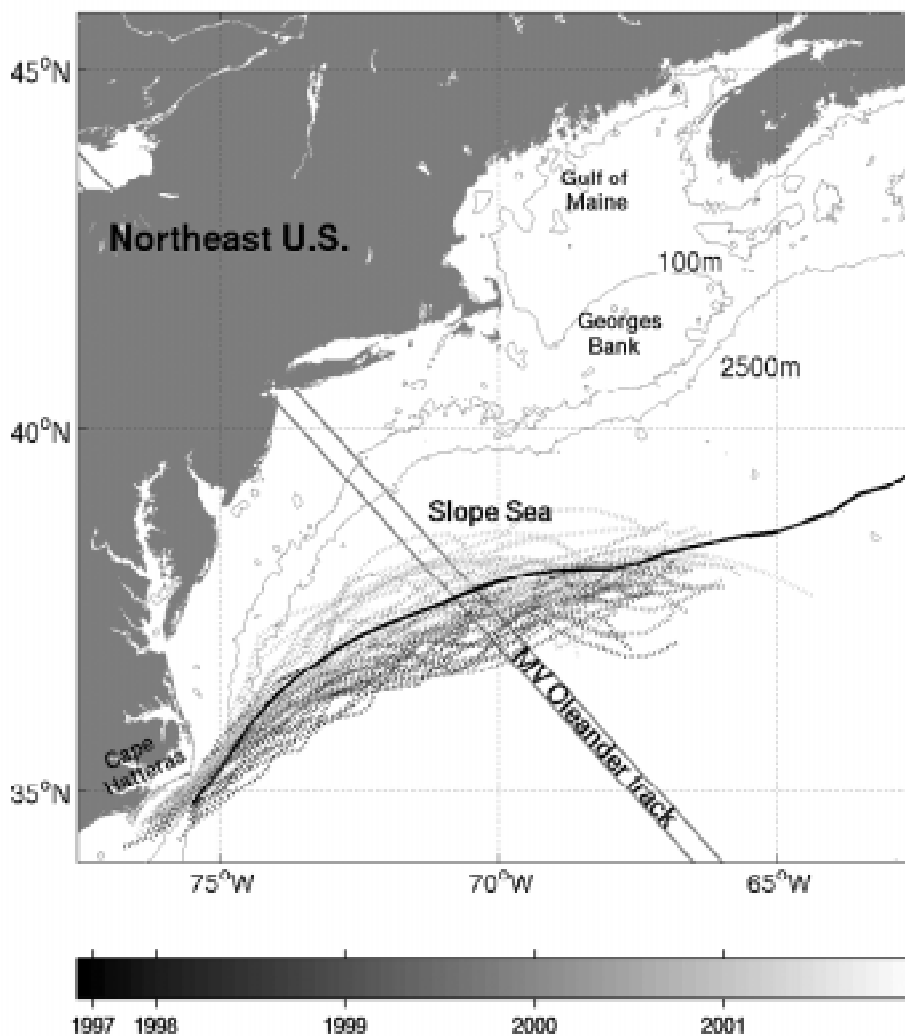 45°N
Gulf of
Maine
Northeast U.S.
100m
Georges
Bank
2500m
40°N
Slope Sea
MV Oleander track
Cape
Hatteras
35°N
75°W
70°W
65°W
1997
1998
1999
2000
2001